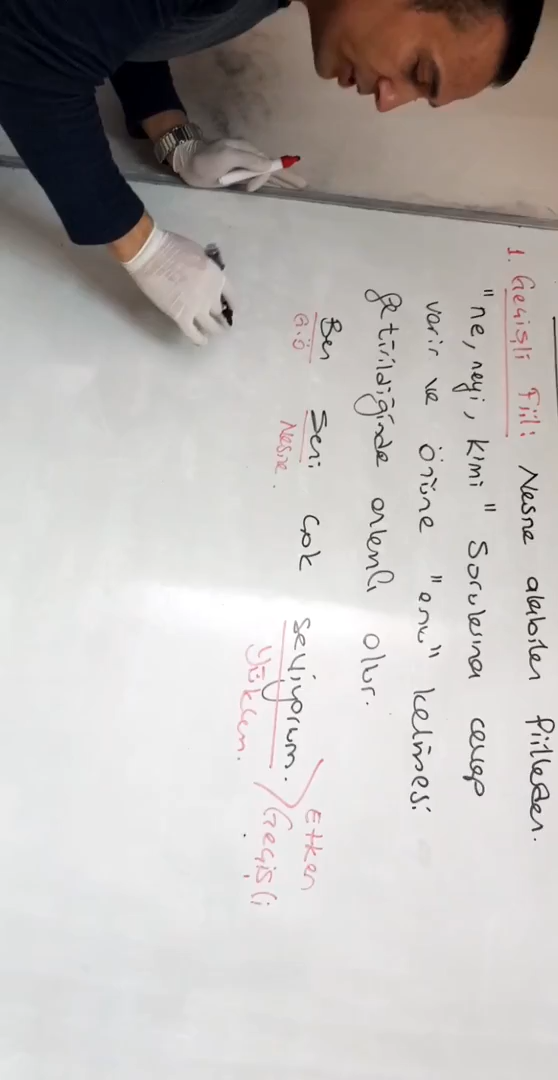 1. Geçişli Fiil: Nesne alabilen fiillerdir.
"ne, neyi, kimi" sorularına cevap
verir ve önüne "onu" kelimesi
getirildiğinde anlamlı olur.
Ben Seni Çok Seviyorum.
Nesne. Yüklem.
Etken
Geçişli